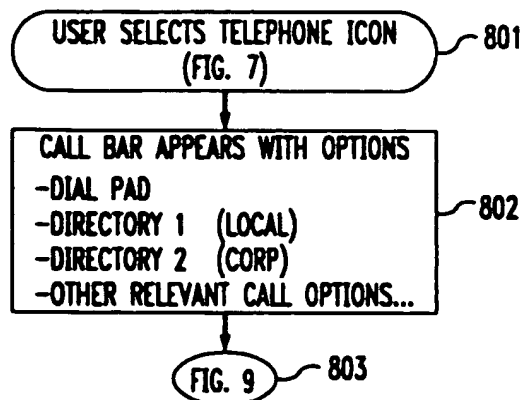 USER SELECTS TELEPHONE ICON
(FIG. 7)
801
CALL BAR APPEARS WITH OPTIONS
-DIAL PAD
-DIRECTORY 1 (LOCAL)
-DIRECTORY 2 (CORP)
-OTHER RELEVANT CALL OPTIONS...
802
FIG. 9
803